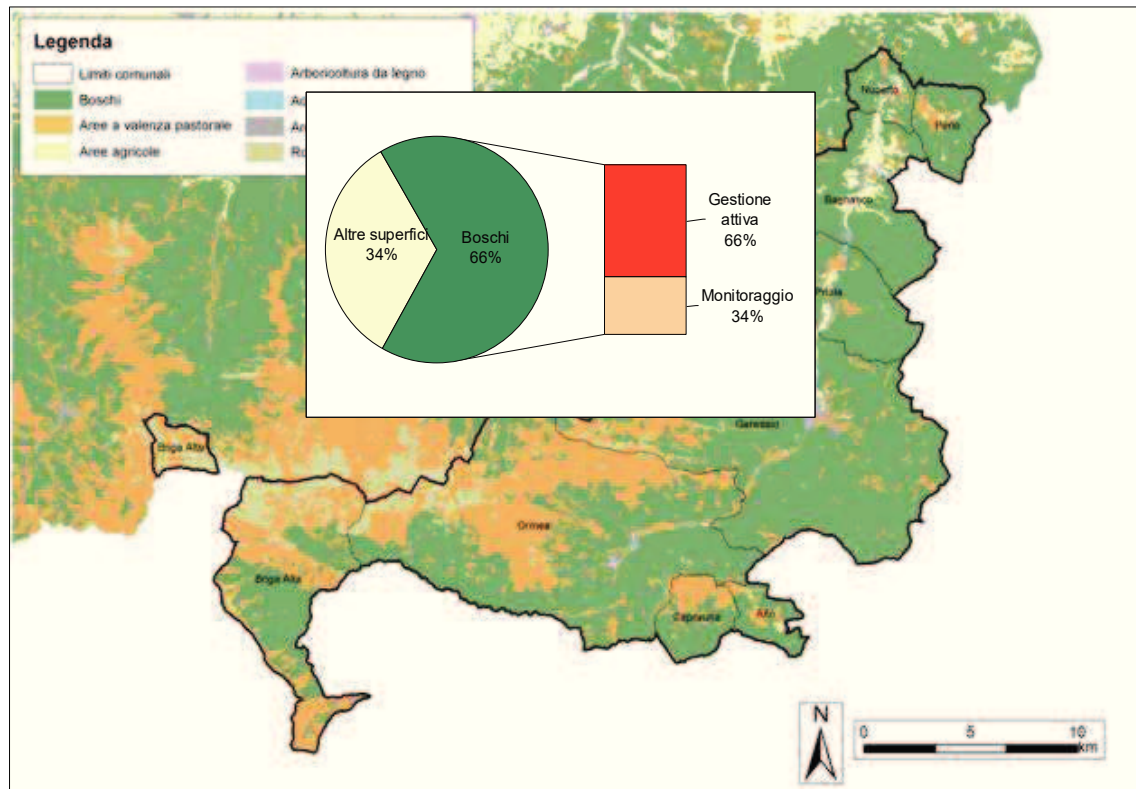 Legenda
Limiti comunali
Boschi
Aree a valenza pastorale
Aree agricole
Arboricoltura da legno
Altre superfici
34%
Boschi
66%
Gestione
attiva
66%
Monitoraggio
34%
Nucetto
Perlo
Bagnasco
Priola
Garessio
Briga Alta
Ormea
Briga Alta
Caprauna
Alto
N
0 5 10
km